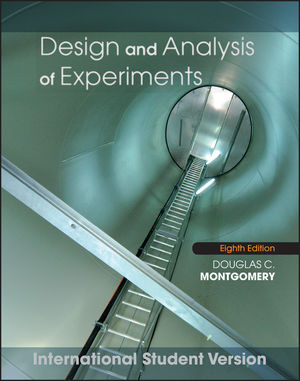 Design and Analysis
of Experiments
Eighth Edition
DOUGLAS C.
MONTGOMERY
International Student Version